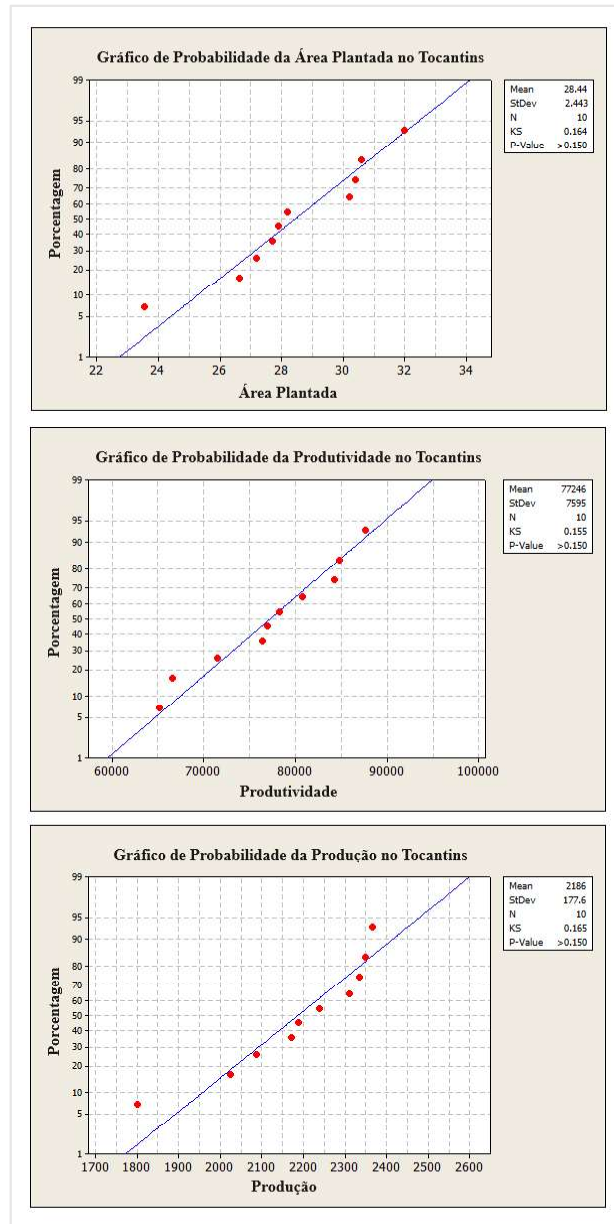 Gráfico de Probabilidade da Área Plantada no Tocantins
99
95
90
80
70
60
50
40
30
20
10
5
1
Porcentagem
22 24 26 28 30 32 34
Área Plantada
Mean 28.44
StDev 2.443
N 10
KS 0.164
P-Value >0.150
Gráfico de Probabilidade da Produtividade no Tocantins
99
95
90
80
70
60
50
40
30
20
10
5
1
Porcentagem
60000 70000 80000 90000 100000
Produtividade
Mean 77246
StDev 7595
N 10
KS 0.155
P-Value >0.150
Gráfico de Probabilidade da Produção no Tocantins
99
95
90
80
70
60
50
40
30
20
10
5
1
Porcentagem
1700 1800 1900 2000 2100 2200 2300 2400 2500 2600
Produção
Mean 2186
StDev 177.6
N 10
KS 0.165
P-Value >0.150